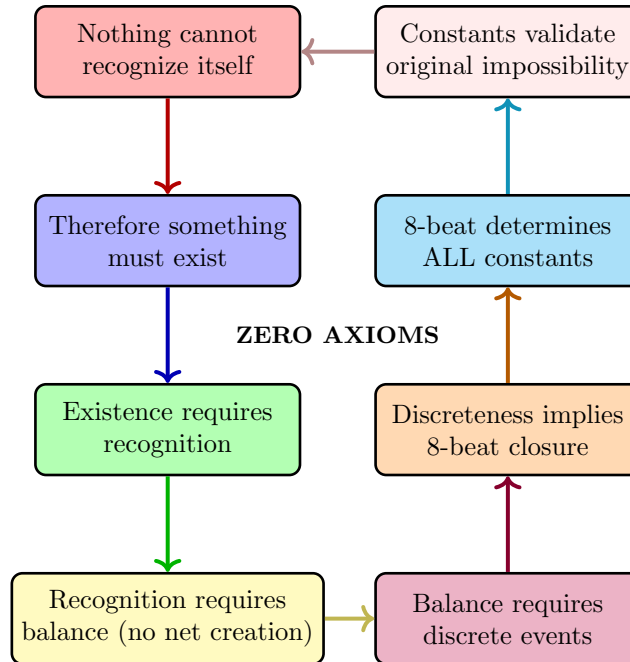 Nothing cannot
recognize itself
Constants validate
original impossibility
Therefore something
must exist
8-beat determines
ALL constants
ZERO AXIOMS
Existence requires
recognition
Discreteness implies
8-beat closure
Recognition requires
balance (no net creation)
Balance requires
discrete events